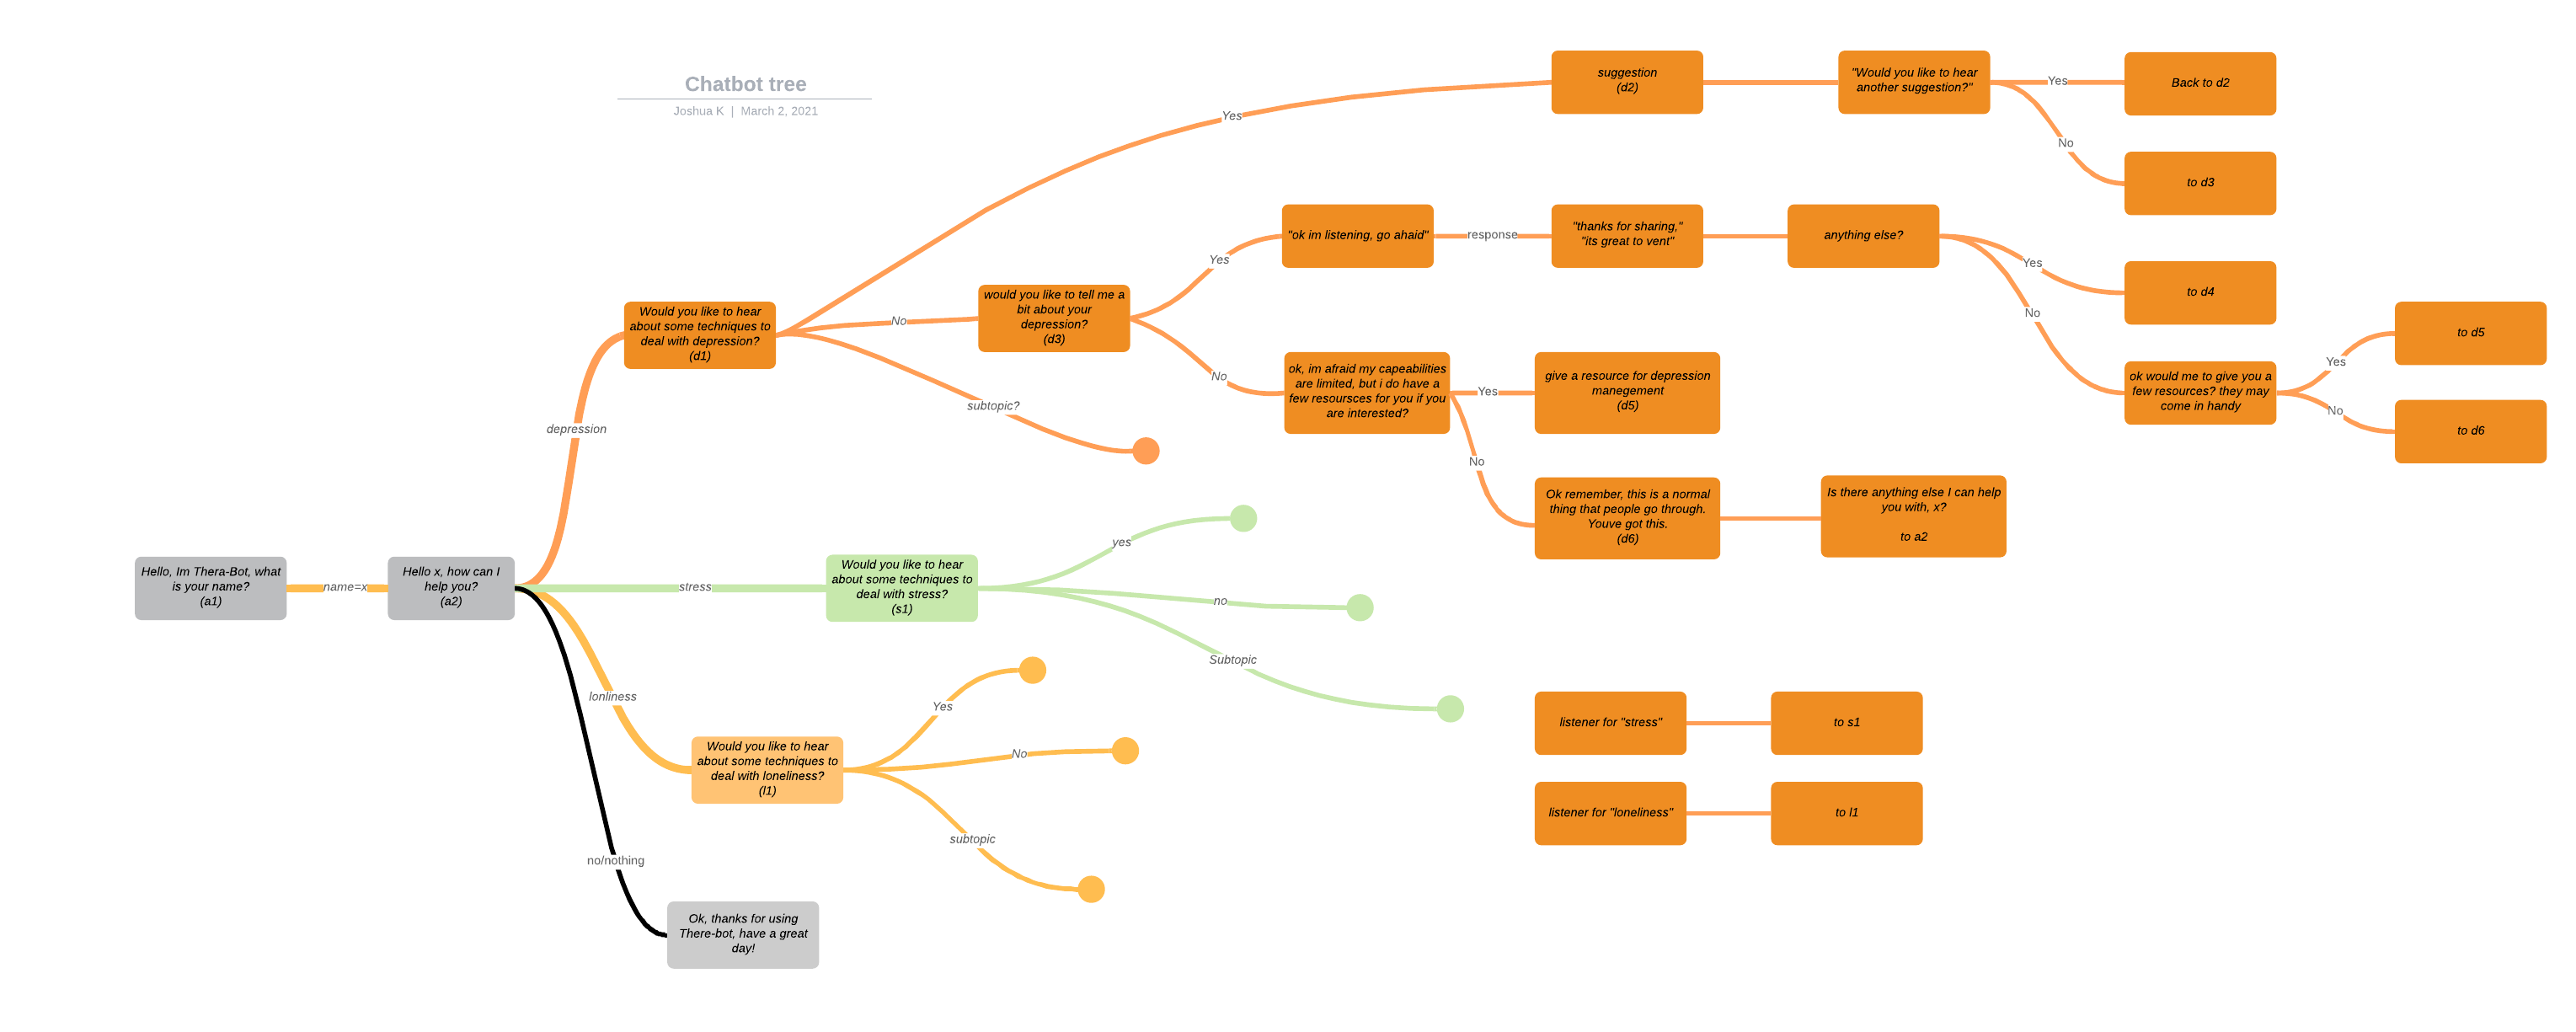 Chatbot tree
Joshua K | March 2, 2021
Hello, Im Thera-Bot, what
is your name?
(a1)
name=x
Hello x, how can I
help you?
(a2)
depression
Would you like to hear
about some techniques to
deal with depression?
(d1)
Yes
suggestion
(d2)
"Would you like to hear
another suggestion?"
Yes
Back to d2
No
to d3
No
would you like to tell me a
bit about your
depression?
(d3)
Yes
"ok im listening, go ahaid"
response
"thanks for sharing,"
"its great to vent"
anything else?
Yes
to d4
No
ok would me to give you a
few resources? they may
come in handy
Yes
to d5
No
to d6
No
ok, im afraid my capeabilities
are limited, but i do have a
few resoursces for you if you
are interested?
Yes
give a resource for depression
manegement
(d5)
No
Ok remember, this is a normal
thing that people go through.
Youve got this.
(d6)
Is there anything else I can help
you with, x?
to a2
subtopic?
stress
Would you like to hear
about some techniques to
deal with stress?
(s1)
yes
no
Subtopic
lonliness
Would you like to hear
about some techniques to
deal with loneliness?
(l1)
Yes
No
subtopic
no/nothing
Ok, thanks for using
There-bot, have a great
day!
listener for "stress"
to s1
listener for "loneliness"
to l1